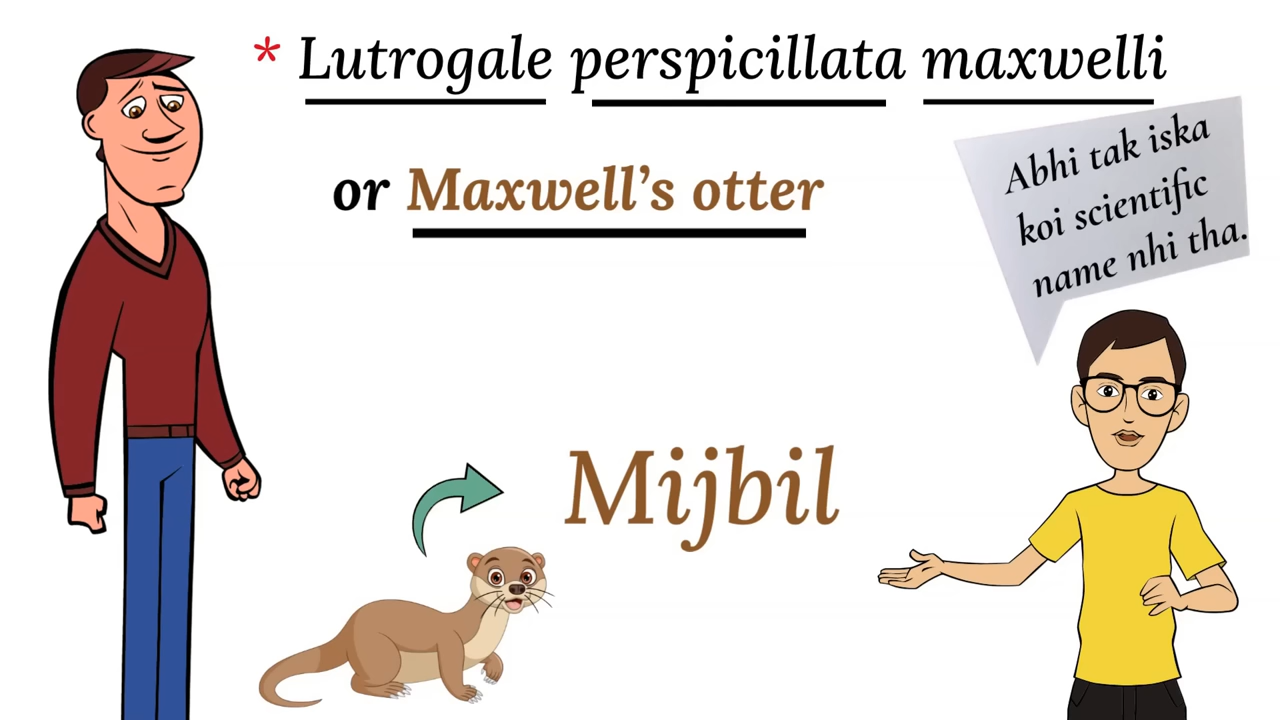 * Lutrogale perspicillata maxwelli
or Maxwell's otter
Abhi tak iska
koi scientific
name nhi tha.
Mijbil